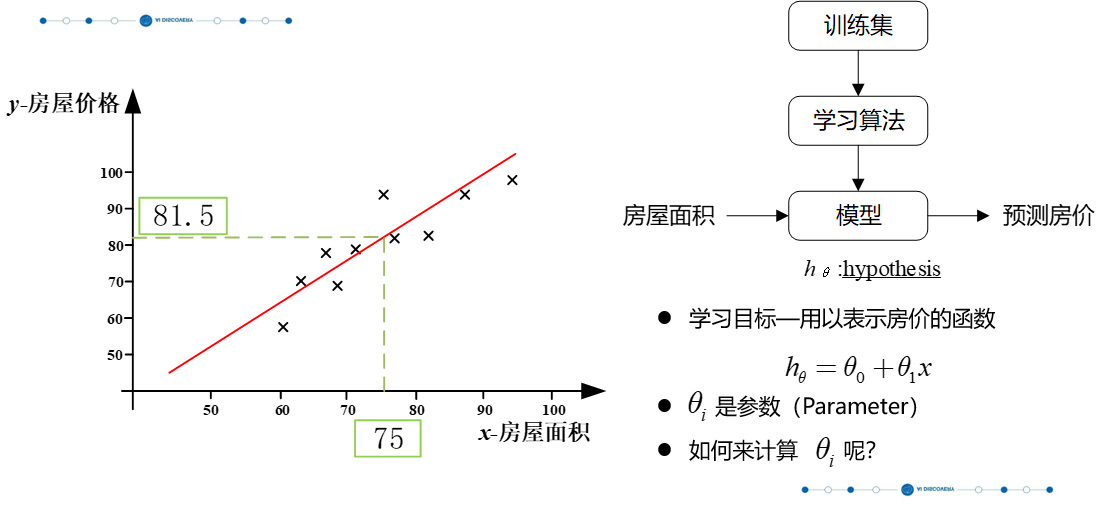 AI DISCOVERA
y-房屋价格
100
90
80
70
60
50
81.5
50 60 70 80 90 100
75
x-房屋面积
训练集
学习算法
房屋面积
模型
预测房价
hθ:hypothesis
● 学习目标—用以表示房价的函数
hθ = θ0 + θ1x
● θi 是参数（Parameter）
● 如何来计算 θi 呢？